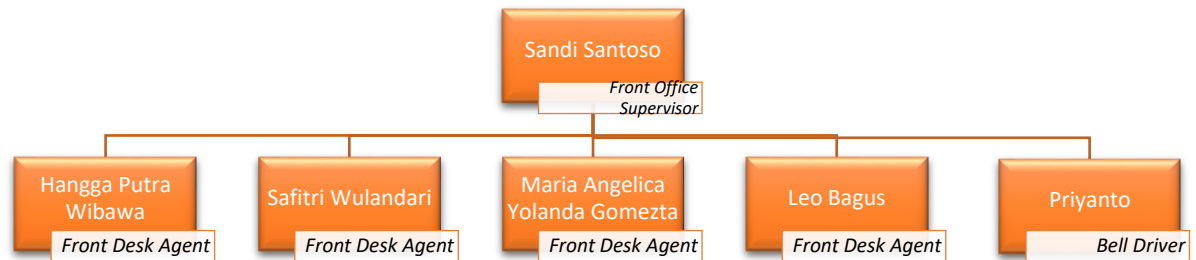 Sandi Santoso
Front Office
Supervisor
Hangga Putra
Wibawa
Front Desk Agent
Safitri Wulandari
Front Desk Agent
Maria Angelica
Yolanda Gomezta
Front Desk Agent
Leo Bagus
Front Desk Agent
Priyanto
Bell Driver